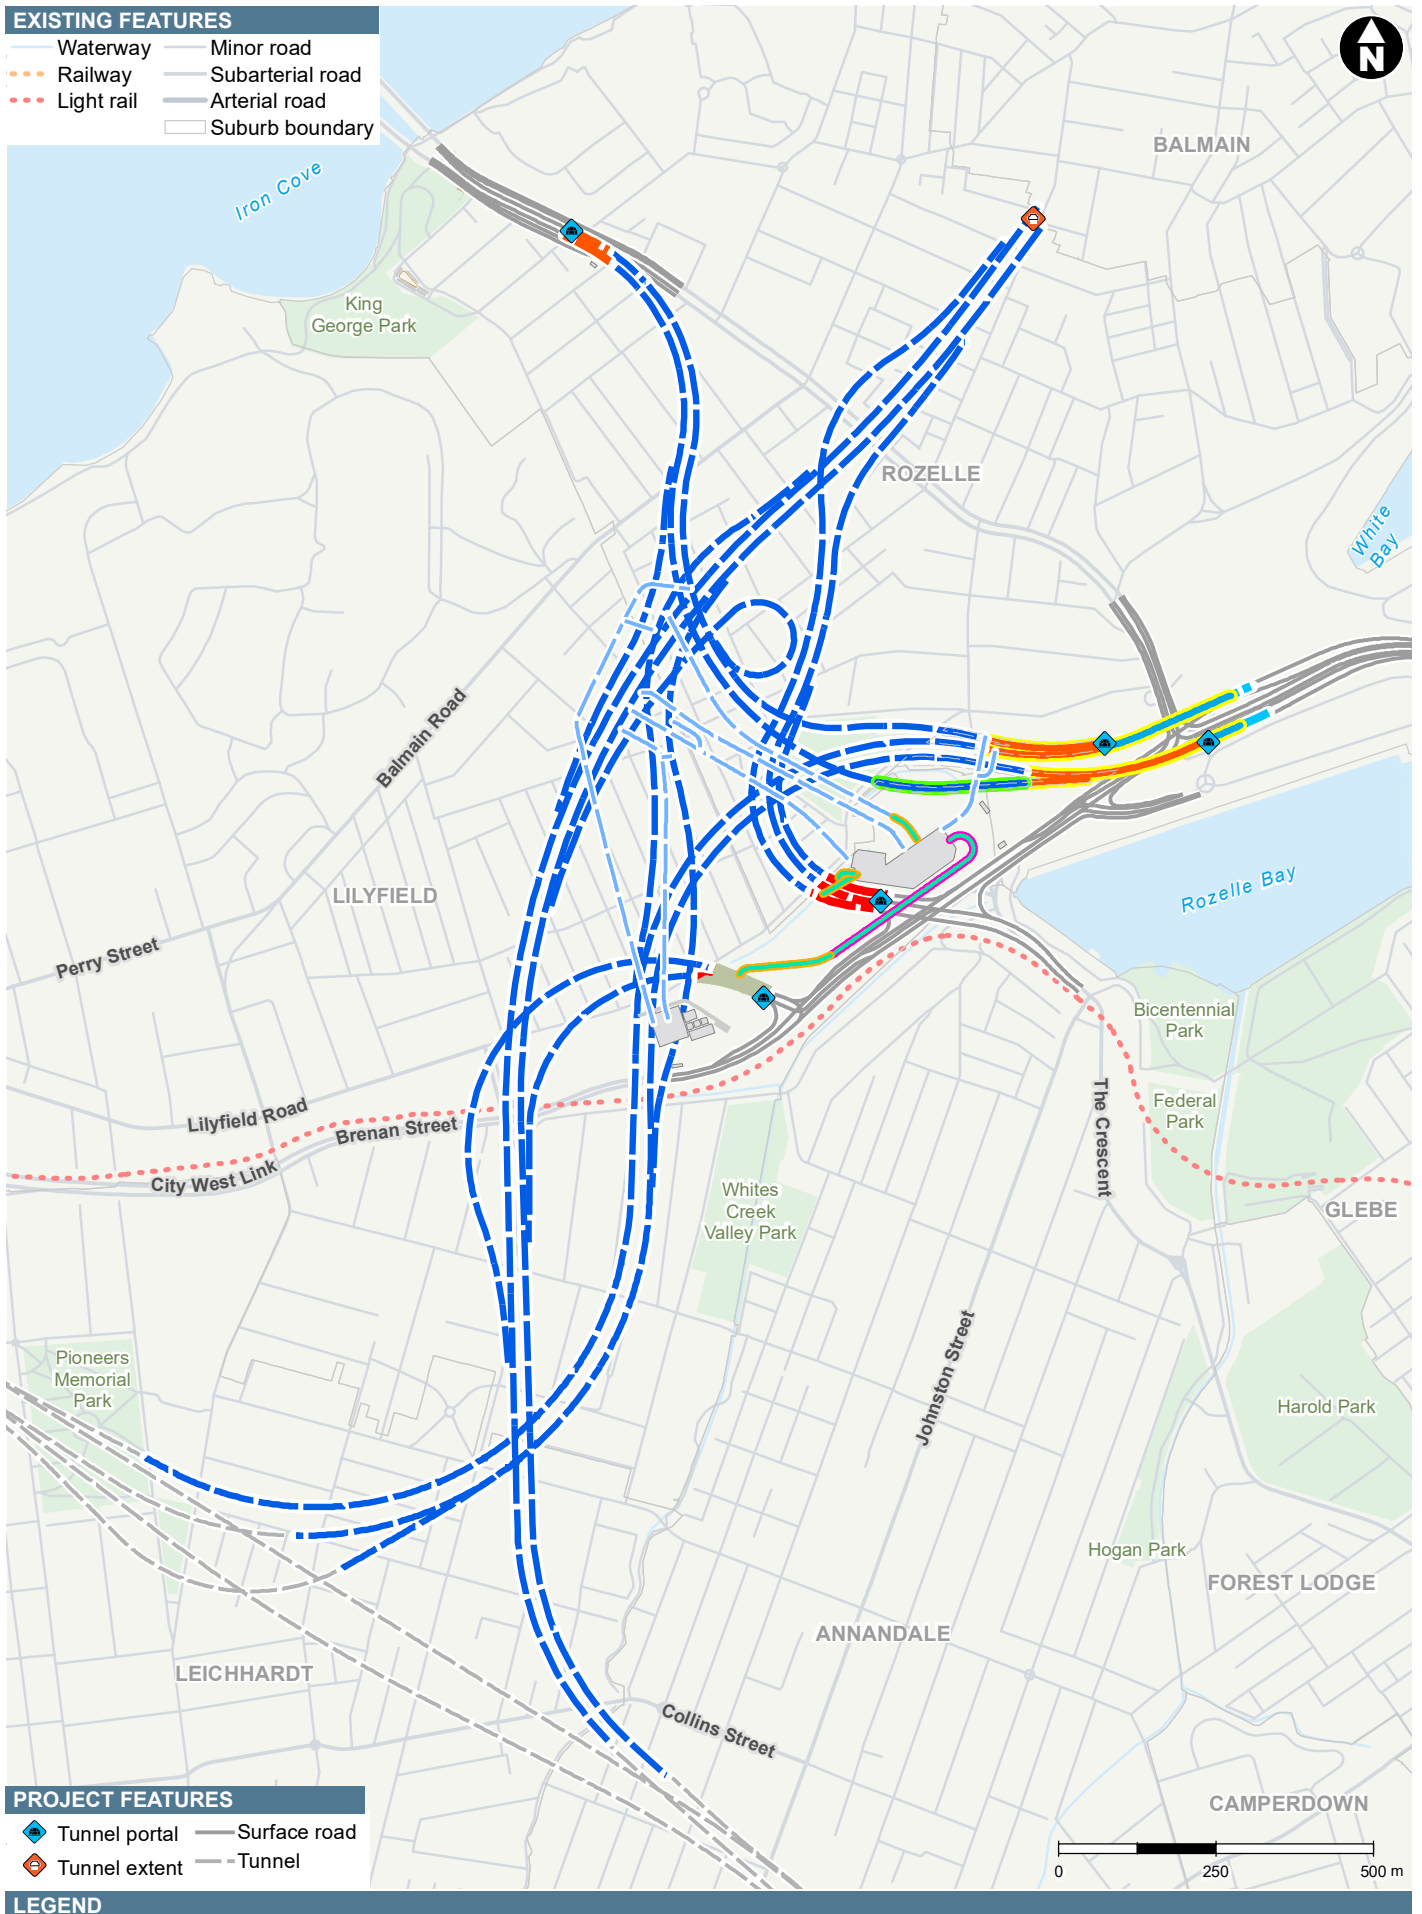 EXISTING FEATURES
Waterway
Minor road
Railway
Subarterial road
Light rail
Arterial road
Suburb boundary
N
BALMAIN
Iron Cove
King
George Park
ROZELLE
White
Bay
Balmain Road
LILYFIELD
Rozelle Bay
Perry Street
Bicentennial
Park
Federal
Park
The Crescent
Lilyfield Road
Brenan Street
City West Link
Whites
Creek
Valley Park
GLEBE
Johnston Street
Pioneers
Memorial
Park
Harold Park
Hogan Park
FOREST LODGE
ANNANDALE
LEICHHARDT
Collins Street
CAMPERDOWN
PROJECT FEATURES
Tunnel portal
Surface road
Tunnel extent
Tunnel
0 250 500 m
LEGEND